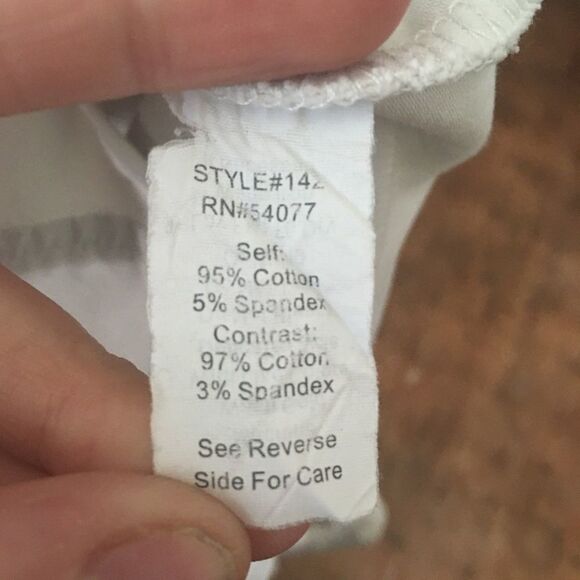 STYLE#142
RN#54077
Self:
95% Cotton
5% Spandex
Contrast:
97% Cotton
3% Spandex
See Reverse
Side For Care